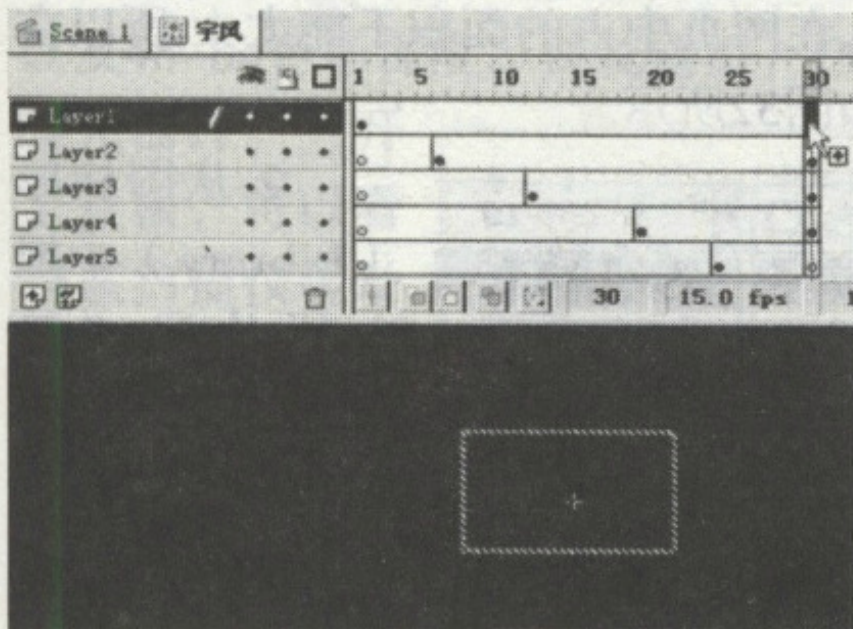 Scene 1 字风
1 5 10 15 20 25 30
Layer1
Layer2
Layer3
Layer4
Layer5
30 15.0 fps 1